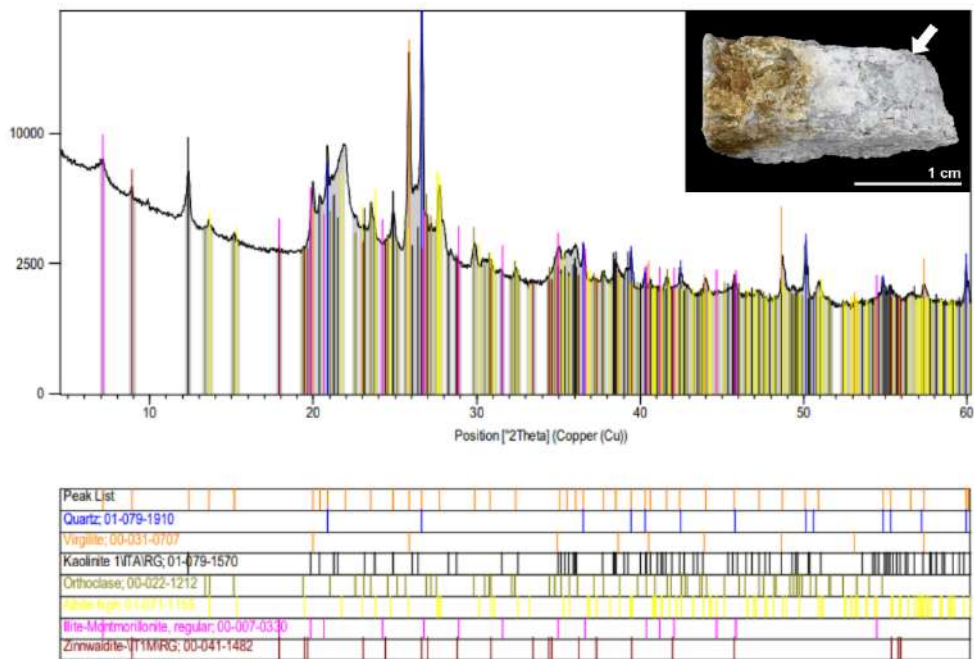 1 cm
10000
2500
0
10 20 30 40 50 60
Position [°2Theta] (Copper (Cu))
Peak List
Quartz; 01-079-1910
Virgilite; 00-031-0707
Kaolinite 1\ITA\RG; 01-079-1570
Orthoclase; 00-022-1212
Illite-Montmorillonite, regular; 00-007-0330
Zinnwaldite-\IT1M\RG; 00-041-1482